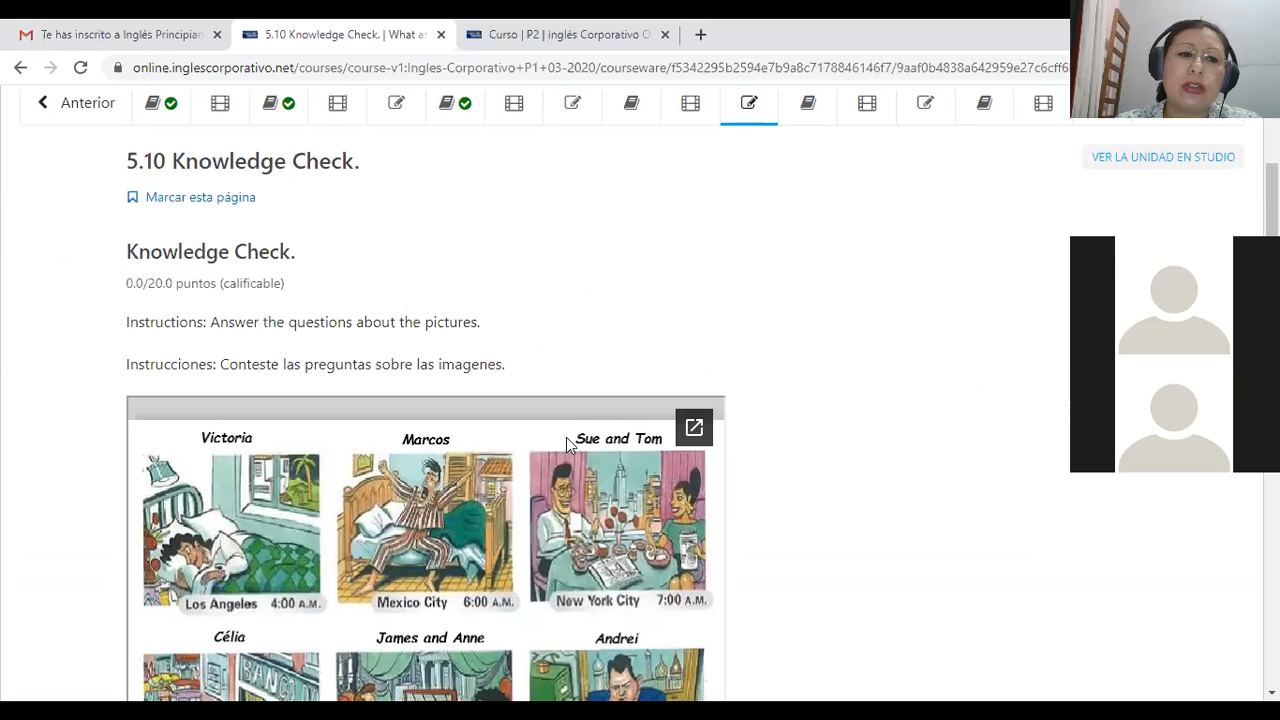 Te has inscrito a Inglés Principian
5.10 Knowledge Check. | What ar
Curso | P2 | inglés Corporativo O
online.inglescorporativo.net/courses/course-v1:Ingles-Corporativo+P1+03-2020/courseware/f5342295b2594e7b9a8c7178846146f7/9aaf0b4838a642959e27c6cff6
Anterior
5.10 Knowledge Check.
VER LA UNIDAD EN STUDIO
Marcar esta página
Knowledge Check.
0.0/20.0 puntos (calificable)
Instructions: Answer the questions about the pictures.
Instrucciones: Conteste las preguntas sobre las imagenes.
Victoria Marcos Sue and Tom
Los Angeles 4:00 A.M. Mexico City 6:00 A.M. New York City 7:00 A.M.
Célia James and Anne Andrei
BANCO